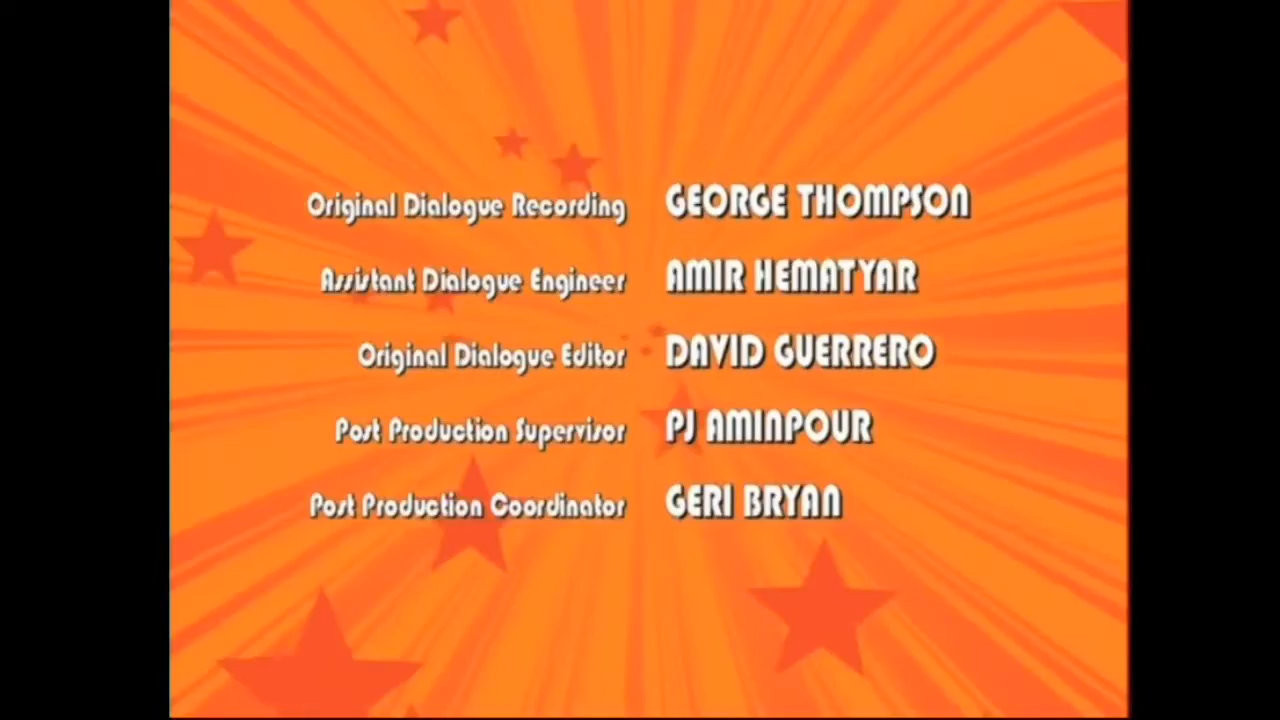 Original Dialogue Recording GEORGE THOMPSON
Assistant Dialogue Engineer AMIR HEMATYAR
Original Dialogue Editor DAVID GUERRERO
Post Production Supervisor PJ AMINPOUR
Post Production Coordinator GERI BRYAN